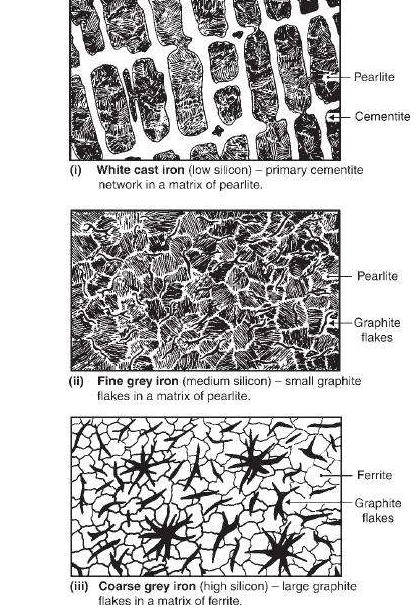 Pearlite
Cementite
(i) White cast iron (low silicon) – primary cementite
network in a matrix of pearlite.
Pearlite
Graphite
flakes
(ii) Fine grey iron (medium silicon) – small graphite
flakes in a matrix of pearlite.
Ferrite
Graphite
flakes
(iii) Coarse grey iron (high silicon) – large graphite
flakes in a matrix of ferrite.